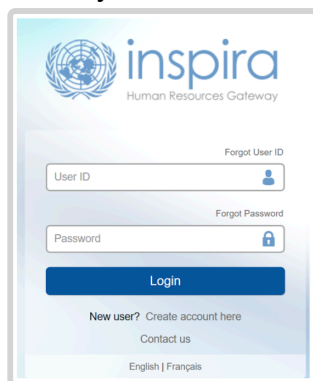 inspira
Human Resources Gateway
Forgot User ID
User ID
Forgot Password
Password
Login
New user? Create account here
Contact us
English | Français